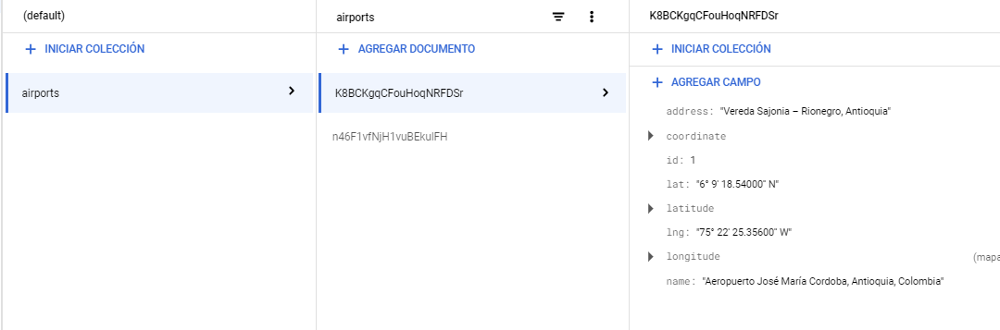 (default)
INICIAR COLECCIÓN
airports
airports
AGREGAR DOCUMENTO
K8BCKgqCFouHoqNRFDSr
n46F1vfNjH1vuBEkuIFH
K8BCKgqCFouHoqNRFDSr
INICIAR COLECCIÓN
AGREGAR CAMPO
address: "Vereda Sajonia – Rionegro, Antioquia"
coordinate
id: 1
lat: "6° 9' 18.54000" N"
latitude
lng: "75° 22' 25.35600" W"
longitude (mapa
name: "Aeropuerto José María Cordoba, Antioquia, Colombia"